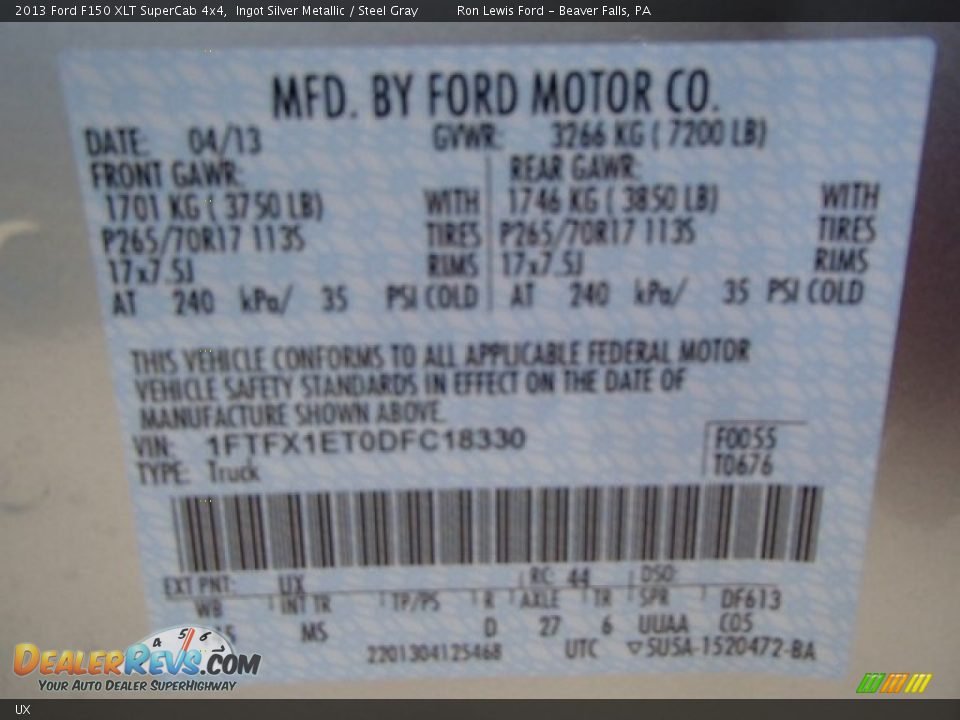 2013 Ford F150 XLT SuperCab 4x4,  Ingot Silver Metallic / Steel Gray    Ron Lewis Ford - Beaver Falls, PA
MFD. BY FORD MOTOR CO.
DATE: 04/13 GVWR: 3266 KG ( 7200 LB)
FRONT GAWR: REAR GAWR:
1701 KG ( 3750 LB) WITH 1746 KG ( 3850 LB) WITH
P265/70R17 113S TIRES P265/70R17 113S TIRES
17x7.5J RIMS 17x7.5J RIMS
AT 240 kPa/ 35 PSI COLD AT 240 kPa/ 35 PSI COLD
THIS VEHICLE CONFORMS TO ALL APPLICABLE FEDERAL MOTOR
VEHICLE SAFETY STANDARDS IN EFFECT ON THE DATE OF
MANUFACTURE SHOWN ABOVE.
VIN: 1FTFX1ET0DFC18330 F0055
TYPE: Truck T0676
EXT PNT: UX RC: 44 DSO:
WB INT TR TP/PS R AXLE TR SPR DF613
MS D 27 6 UUAA C05
2201304125468 UTC ▽SU5A-1520472-BA
4 5 6
DEALERREVS.COM
YOUR AUTO DEALER SUPERHIGHWAY
UX